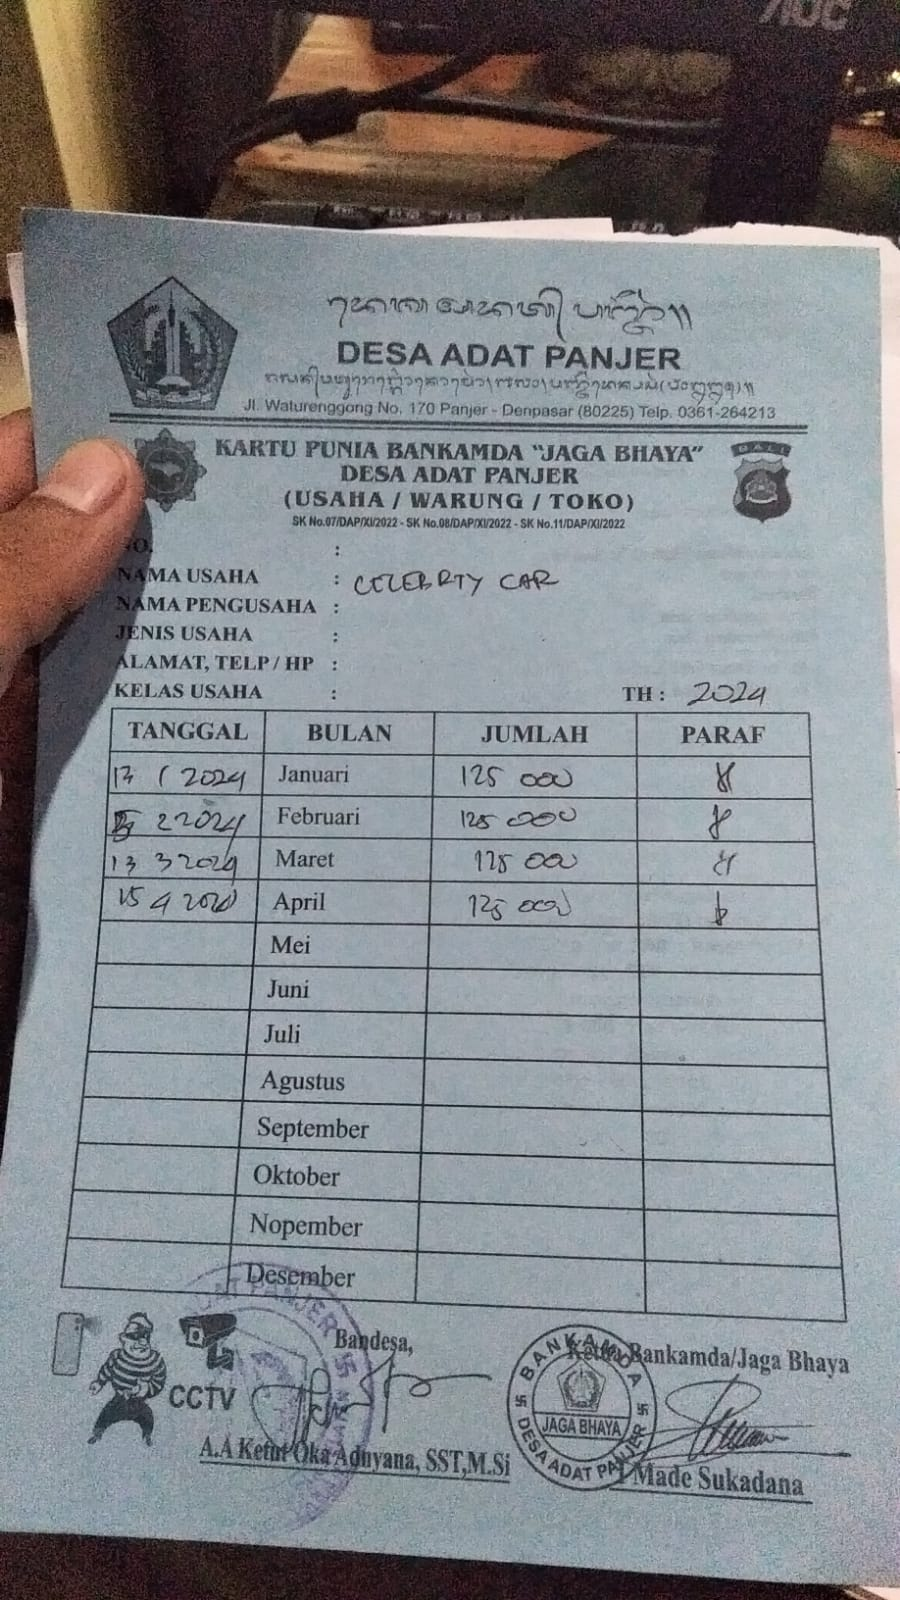 AOC
DESA ADAT PANJER
Jl. Waturenggong No. 170 Panjer - Denpasar (80225) Telp. 0361-264213
KARTU PUNIA BANKAMDA "JAGA BHAYA"
DESA ADAT PANJER
(USAHA / WARUNG / TOKO)
SK No.07/DAP/XI/2022 - SK No.08/DAP/XI/2022 - SK No.11/DAP/XI/2022
BALI
NO. :
NAMA USAHA : CELEBRTY CAR
NAMA PENGUSAHA :
JENIS USAHA :
ALAMAT, TELP / HP :
KELAS USAHA : TH : 2024
TANGGAL BULAN JUMLAH PARAF
13 1 2024 Januari 125 000
2 2024 Februari 125 000
13 3 2024 Maret 125 000
15 4 April 125 000
Mei
Juni
Juli
Agustus
September
Oktober
Nopember
Desember
Bandesa, Ketua Bankamda/Jaga Bhaya
CCTV
BANKAMDA
JAGA BHAYA
DESA ADAT PANJER
A.A Ketut Oka Adnyana, SST,M.Si I Made Sukadana